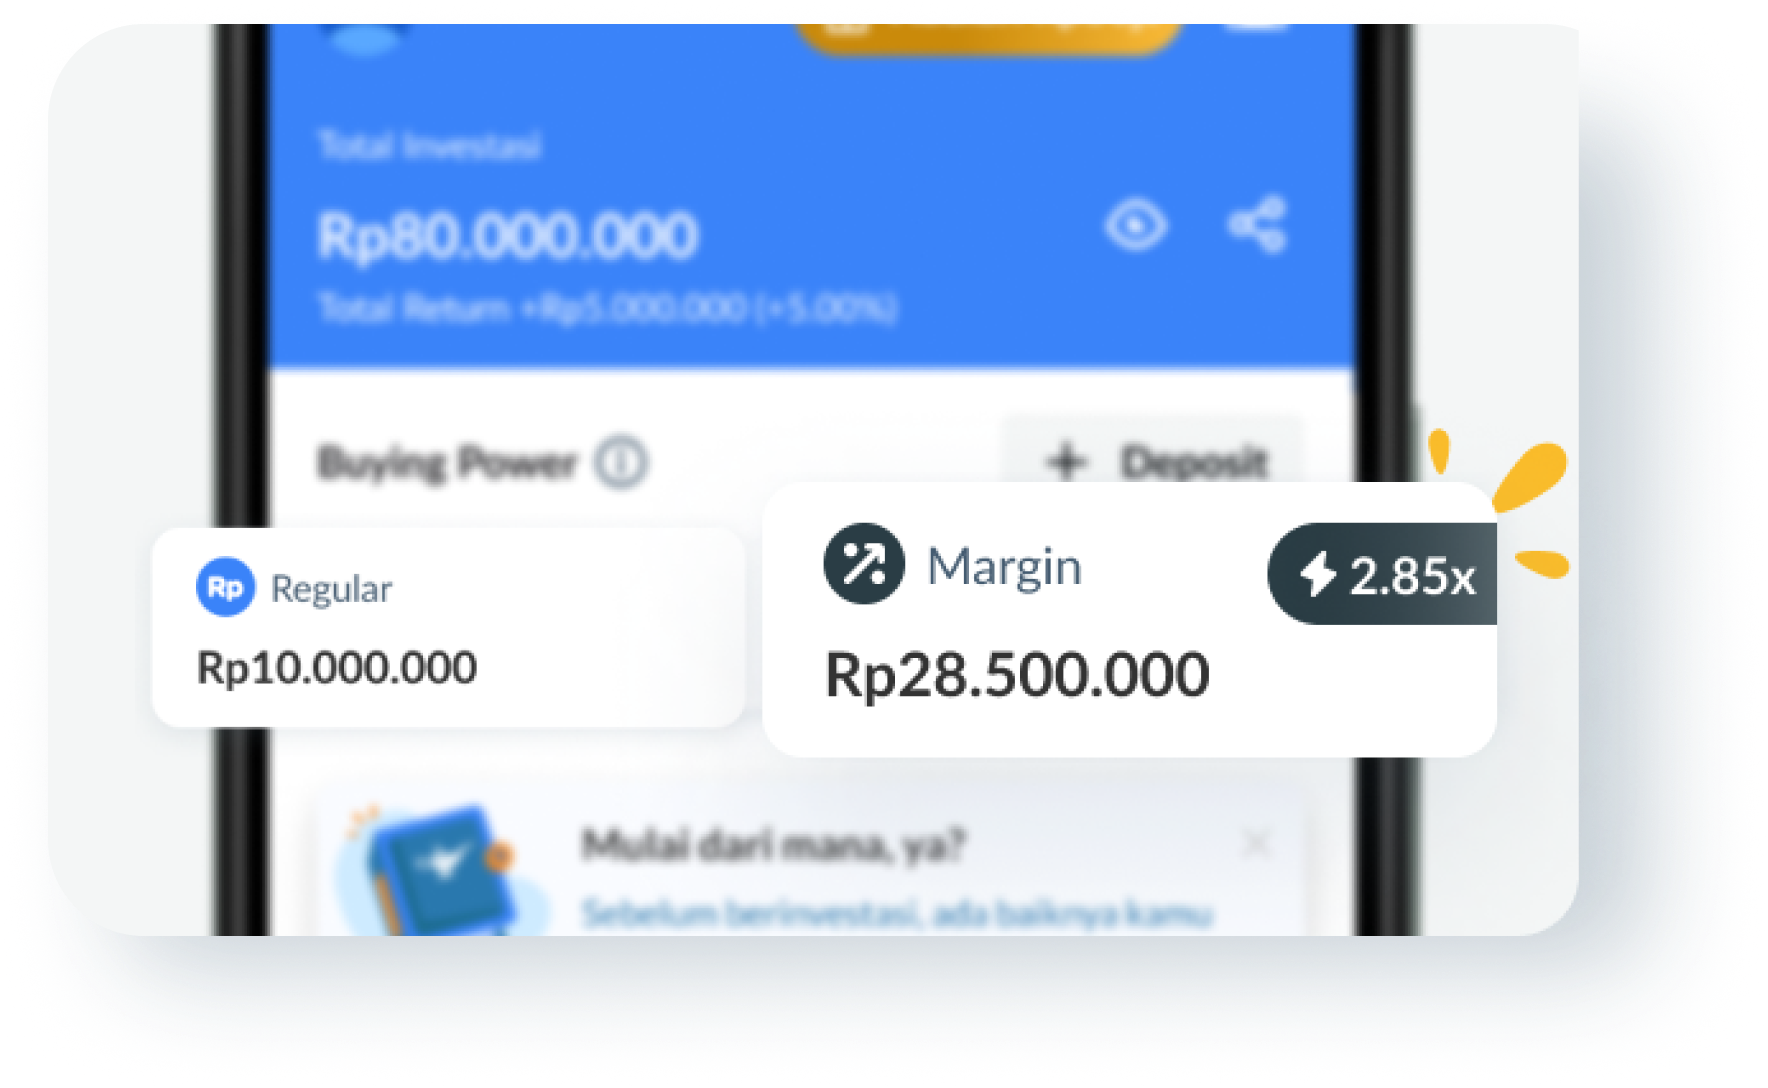 Total Investasi
Rp80.000.000
Total Return +Rp5.000.000 (+5.00%)
Buying Power
+ Deposit
Rp Regular
Rp10.000.000
Margin
2.85x
Rp28.500.000
Mulai dari mana, ya?
Sebelum berinvestasi, ada baiknya kamu